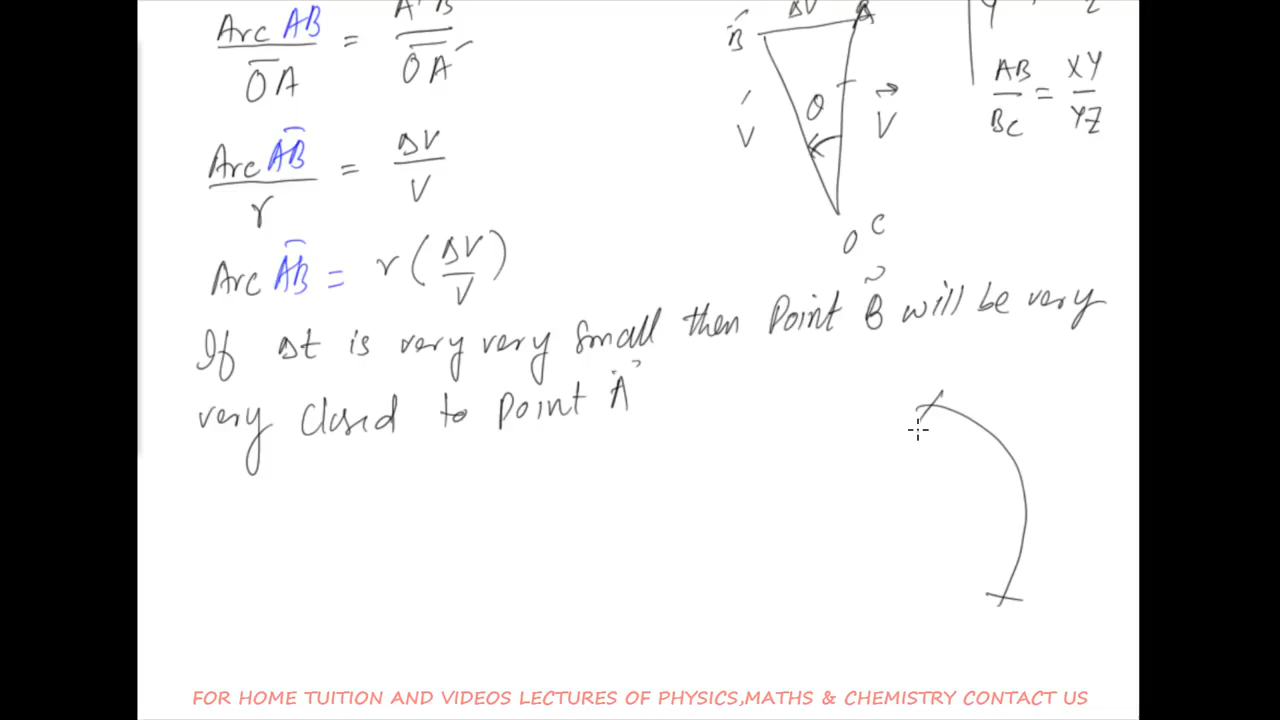 Arc AB / OA = A'B' / OA'
Arc AB / r = ΔV / V
Arc AB = r ( ΔV / V )
If Δt is very very small then Point B will be very
very closed to Point A
ΔV
B'
A
θ
V'
V
O C
AB / BC = XY / YZ
FOR HOME TUITION AND VIDEOS LECTURES OF PHYSICS,MATHS & CHEMISTRY CONTACT US